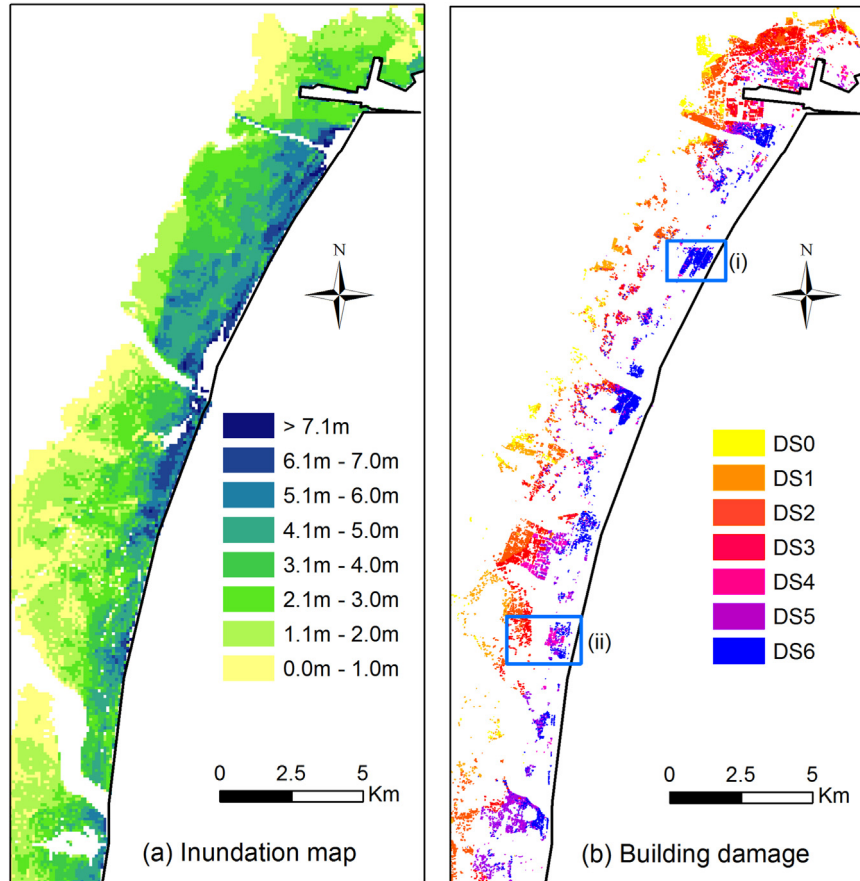 N
> 7.1m
6.1m - 7.0m
5.1m - 6.0m
4.1m - 5.0m
3.1m - 4.0m
2.1m - 3.0m
1.1m - 2.0m
0.0m - 1.0m
0 2.5 5
Km
(a) Inundation map
(i)
N
DS0
DS1
DS2
DS3
DS4
DS5
DS6
(ii)
0 2.5 5
Km
(b) Building damage